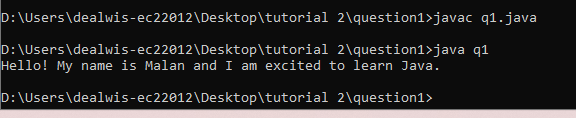 D:\Users\dealwis-ec22012\Desktop\tutorial 2\question1>javac q1.java
D:\Users\dealwis-ec22012\Desktop\tutorial 2\question1>java q1
Hello! My name is Malan and I am excited to learn Java.
D:\Users\dealwis-ec22012\Desktop\tutorial 2\question1>